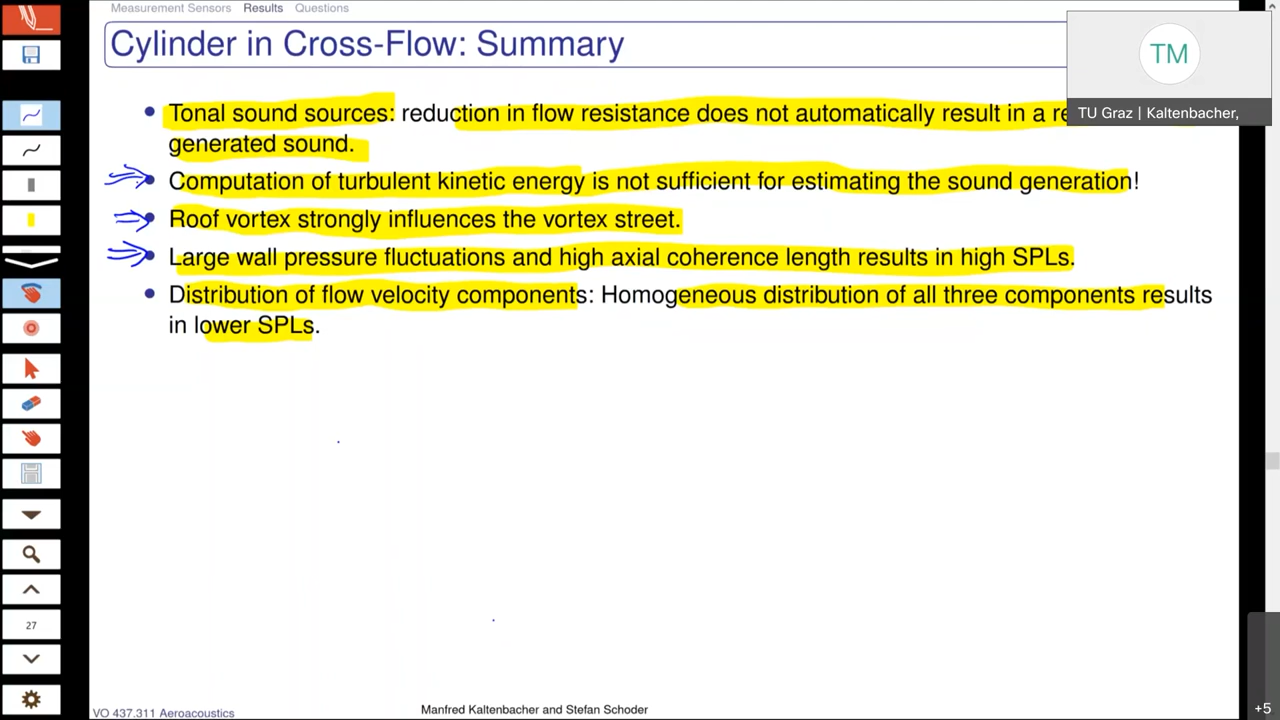 Measurement Sensors Results Questions
Cylinder in Cross-Flow: Summary
TM
TU Graz | Kaltenbacher,
Tonal sound sources: reduction in flow resistance does not automatically result in a
generated sound.
Computation of turbulent kinetic energy is not sufficient for estimating the sound generation!
Roof vortex strongly influences the vortex street.
Large wall pressure fluctuations and high axial coherence length results in high SPLs.
Distribution of flow velocity components: Homogeneous distribution of all three components results
in lower SPLs.
27
VO 437.311 Aeroacoustics
Manfred Kaltenbacher and Stefan Schoder
+5